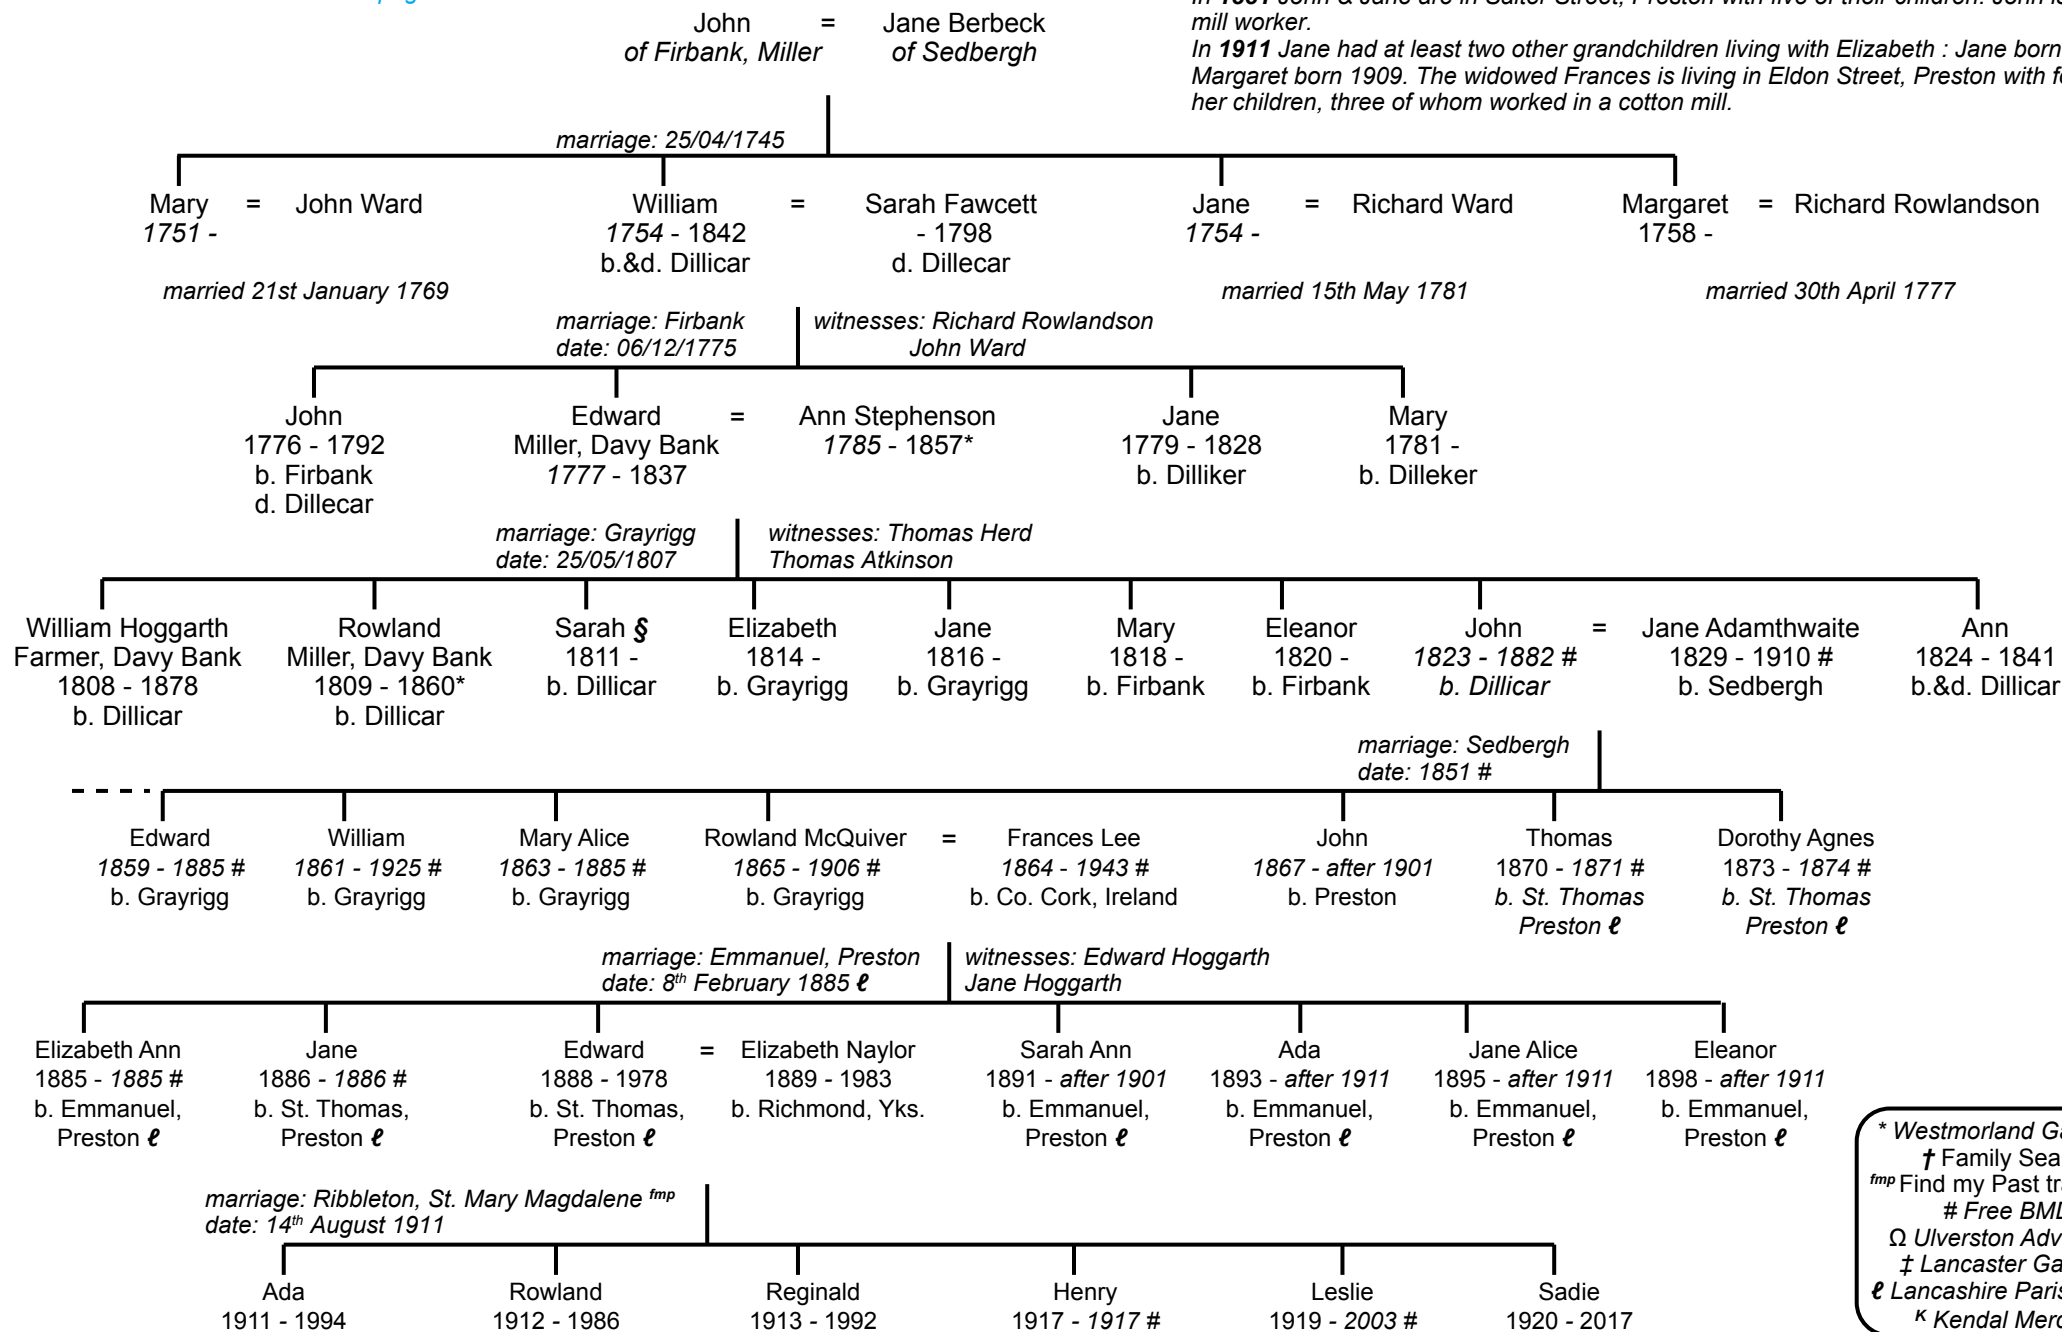 John = Jane Berbeck
of Firbank, Miller of Sedbergh
mill worker.
In 1911 Jane had at least two other grandchildren living with Elizabeth : Jane born
Margaret born 1909. The widowed Frances is living in Eldon Street, Preston with
her children, three of whom worked in a cotton mill.
marriage: 25/04/1745
Mary = John Ward William = Sarah Fawcett Jane = Richard Ward Margaret = Richard Rowlandson
1751 - 1754 - 1842 - 1798 1754 - 1758 -
b.&d. Dillicar d. Dillecar
married 21st January 1769 married 15th May 1781 married 30th April 1777
marriage: Firbank witnesses: Richard Rowlandson
date: 06/12/1775 John Ward
John Edward = Ann Stephenson Jane Mary
1776 - 1792 Miller, Davy Bank 1785 - 1857* 1779 - 1828 1781 -
b. Firbank 1777 - 1837 b. Dilliker b. Dilleker
d. Dillecar
marriage: Grayrigg witnesses: Thomas Herd
date: 25/05/1807 Thomas Atkinson
William Hoggarth Rowland Sarah § Elizabeth Jane Mary Eleanor John = Jane Adamthwaite Ann
Farmer, Davy Bank Miller, Davy Bank 1811 - 1814 - 1816 - 1818 - 1820 - 1823 - 1882 # 1829 - 1910 # 1824 - 1841
1808 - 1878 1809 - 1860* b. Dillicar b. Grayrigg b. Grayrigg b. Firbank b. Firbank b. Dillicar b. Sedbergh b.&d. Dillicar
b. Dillicar b. Dillicar
marriage: Sedbergh
date: 1851 #
Edward William Mary Alice Rowland McQuiver = Frances Lee John Thomas Dorothy Agnes
1859 - 1885 # 1861 - 1925 # 1863 - 1885 # 1865 - 1906 # 1864 - 1943 # 1867 - after 1901 1870 - 1871 # 1873 - 1874 #
b. Grayrigg b. Grayrigg b. Grayrigg b. Grayrigg b. Co. Cork, Ireland b. Preston b. St. Thomas b. St. Thomas
Preston ℓ Preston ℓ
marriage: Emmanuel, Preston witnesses: Edward Hoggarth
date: 8th February 1885 ℓ Jane Hoggarth
Elizabeth Ann Jane Edward = Elizabeth Naylor Sarah Ann Ada Jane Alice Eleanor
1885 - 1885 # 1886 - 1886 # 1888 - 1978 1889 - 1983 1891 - after 1901 1893 - after 1911 1895 - after 1911 1898 - after 1911
b. Emmanuel, b. St. Thomas, b. St. Thomas, b. Richmond, Yks. b. Emmanuel, b. Emmanuel, b. Emmanuel, b. Emmanuel,
Preston ℓ Preston ℓ Preston ℓ Preston ℓ Preston ℓ Preston ℓ Preston ℓ
* Westmorland
† Family
fmp Find my Past
# Free
Ω Ulverston
‡ Lancaster
ℓ Lancashire
K Kendal
marriage: Ribbleton, St. Mary Magdalene fmp
date: 14th August 1911
Ada Rowland Reginald Henry Leslie Sadie
1911 - 1994 1912 - 1986 1913 - 1992 1917 - 1917 # 1919 - 2003 # 1920 - 2017